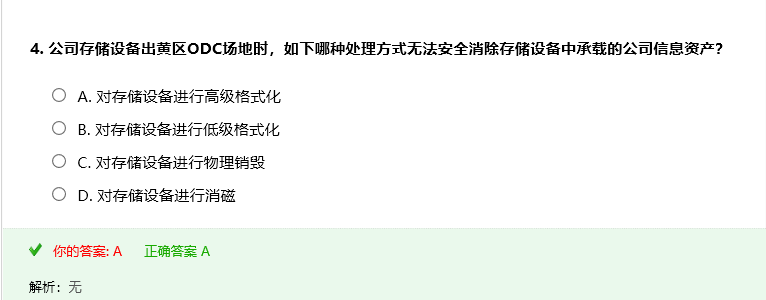 4. 公司存储设备出黄区ODC场地时，如下哪种处理方式无法安全消除存储设备中承载的公司信息资产？
A. 对存储设备进行高级格式化
B. 对存储设备进行低级格式化
C. 对存储设备进行物理销毁
D. 对存储设备进行消磁
你的答案: A 正确答案 A
解析：无